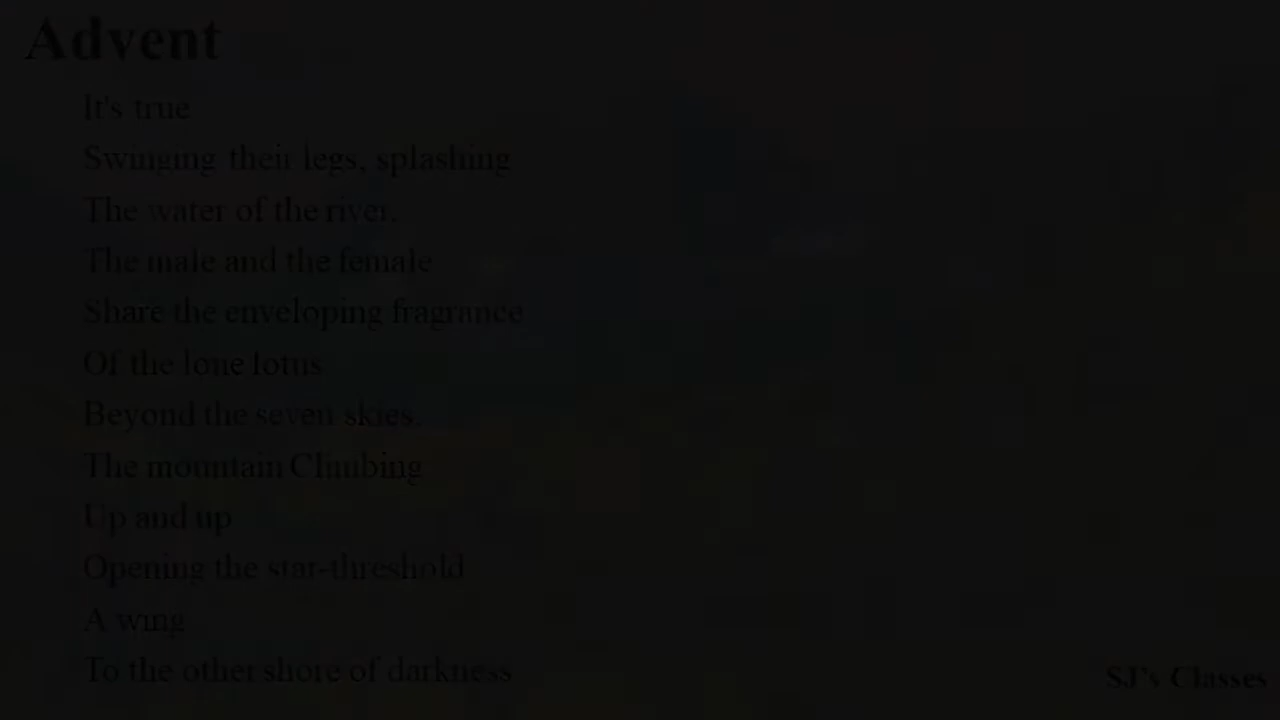 Advent
It's true
Swinging their legs, splashing
The water of the river.
The male and the female
Share the enveloping fragrance
Of the lone lotus
Beyond the seven skies.
The mountain Climbing
Up and up
Opening the star-threshold
A wing
To the other shore of darkness
SJ's Classes